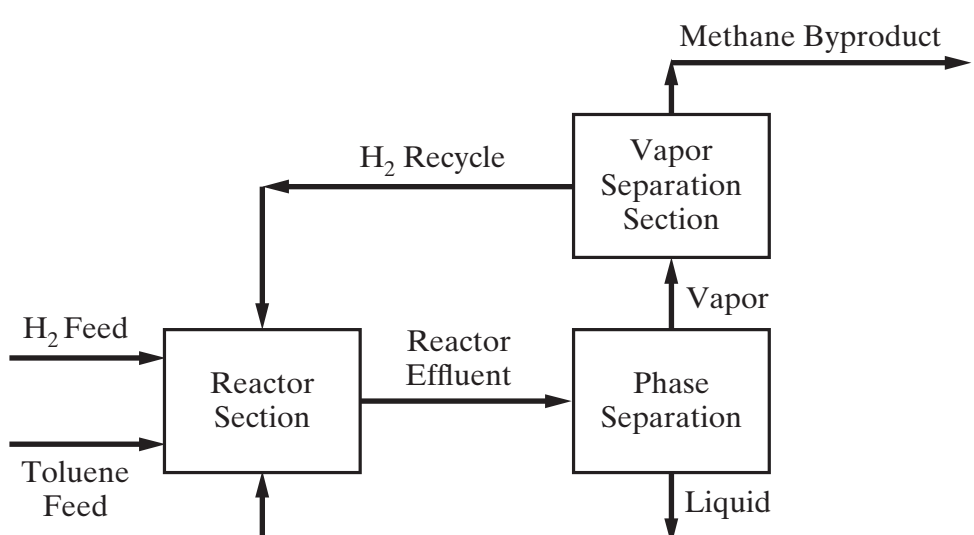 Methane Byproduct
H₂ Recycle
Vapor
Separation
Section
Vapor
H₂ Feed
Reactor
Effluent
Reactor
Section
Phase
Separation
Toluene
Feed
Liquid